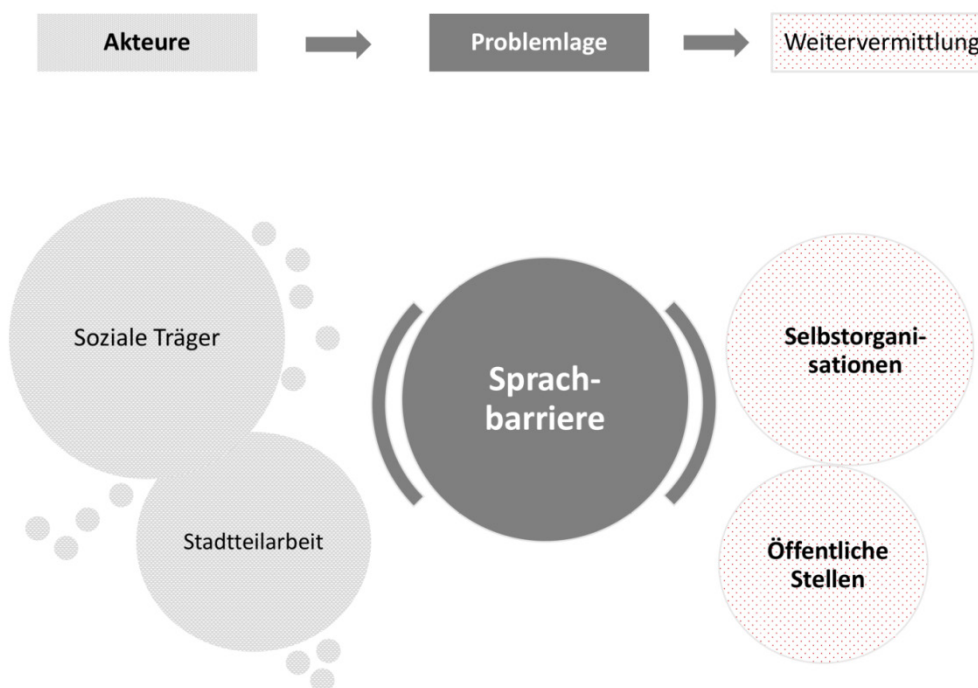 Akteure
Problemlage
Weitervermittlung
Soziale Träger
Stadtteilarbeit
Sprach-
barriere
Selbstorgani-
sationen
Öffentliche
Stellen